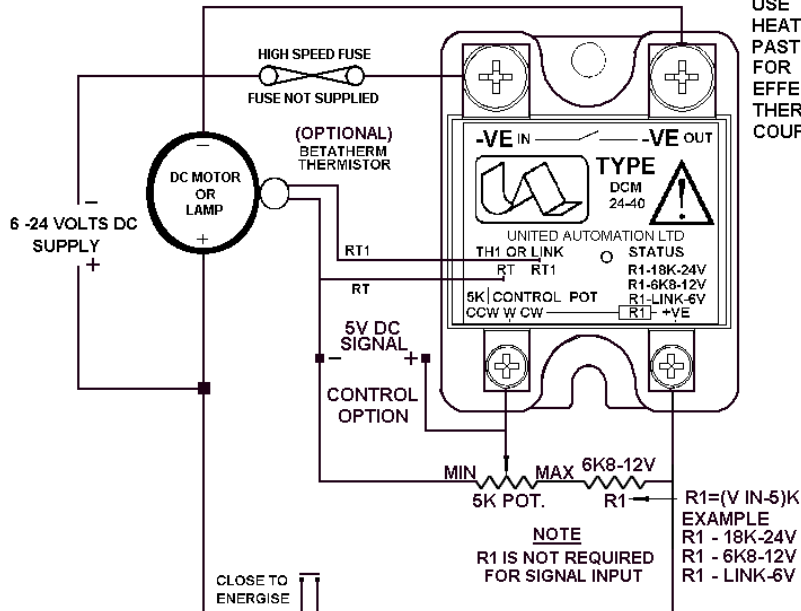 USE
HEAT
PAST
FOR
EFFE
THER
COUP
HIGH SPEED FUSE
FUSE NOT SUPPLIED
(OPTIONAL)
BETATHERM
THERMISTOR
-VE IN
-VE OUT
TYPE
DCM
24-40
DC MOTOR
OR
LAMP
6 -24 VOLTS DC
SUPPLY
UNITED AUTOMATION LTD
TH1 OR LINK
STATUS
RT RT1
R1-18K-24V
R1-6K8-12V
R1-LINK-6V
5K CONTROL POT
CCW W CW
R1 +VE
RT1
RT
5V DC
SIGNAL
CONTROL
OPTION
MIN
MAX
6K8-12V
5K POT.
R1
R1=(V IN-5)K
EXAMPLE
R1 - 18K-24V
R1 - 6K8-12V
R1 - LINK-6V
NOTE
R1 IS NOT REQUIRED
FOR SIGNAL INPUT
CLOSE TO
ENERGISE